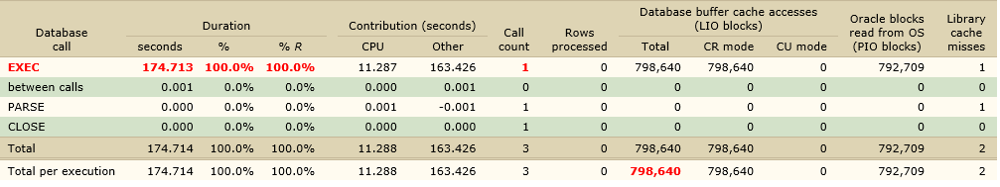 Database call Duration Contribution (seconds) Call count Rows processed Database buffer cache accesses (LIO blocks) Oracle blocks read from OS (PIO blocks) Library cache misses
seconds % % R CPU Other Total CR mode CU mode
EXEC 174.713 100.0% 100.0% 11.287 163.426 1 0 798,640 798,640 0 792,709 1
between calls 0.001 0.0% 0.0% 0.000 0.001 0 0 0 0 0 0 0
PARSE 0.000 0.0% 0.0% 0.001 -0.001 1 0 0 0 0 0 1
CLOSE 0.000 0.0% 0.0% 0.000 0.000 1 0 0 0 0 0 0
Total 174.714 100.0% 100.0% 11.288 163.426 3 0 798,640 798,640 0 792,709 2
Total per execution 174.714 100.0% 100.0% 11.288 163.426 3 0 798,640 798,640 0 792,709 2